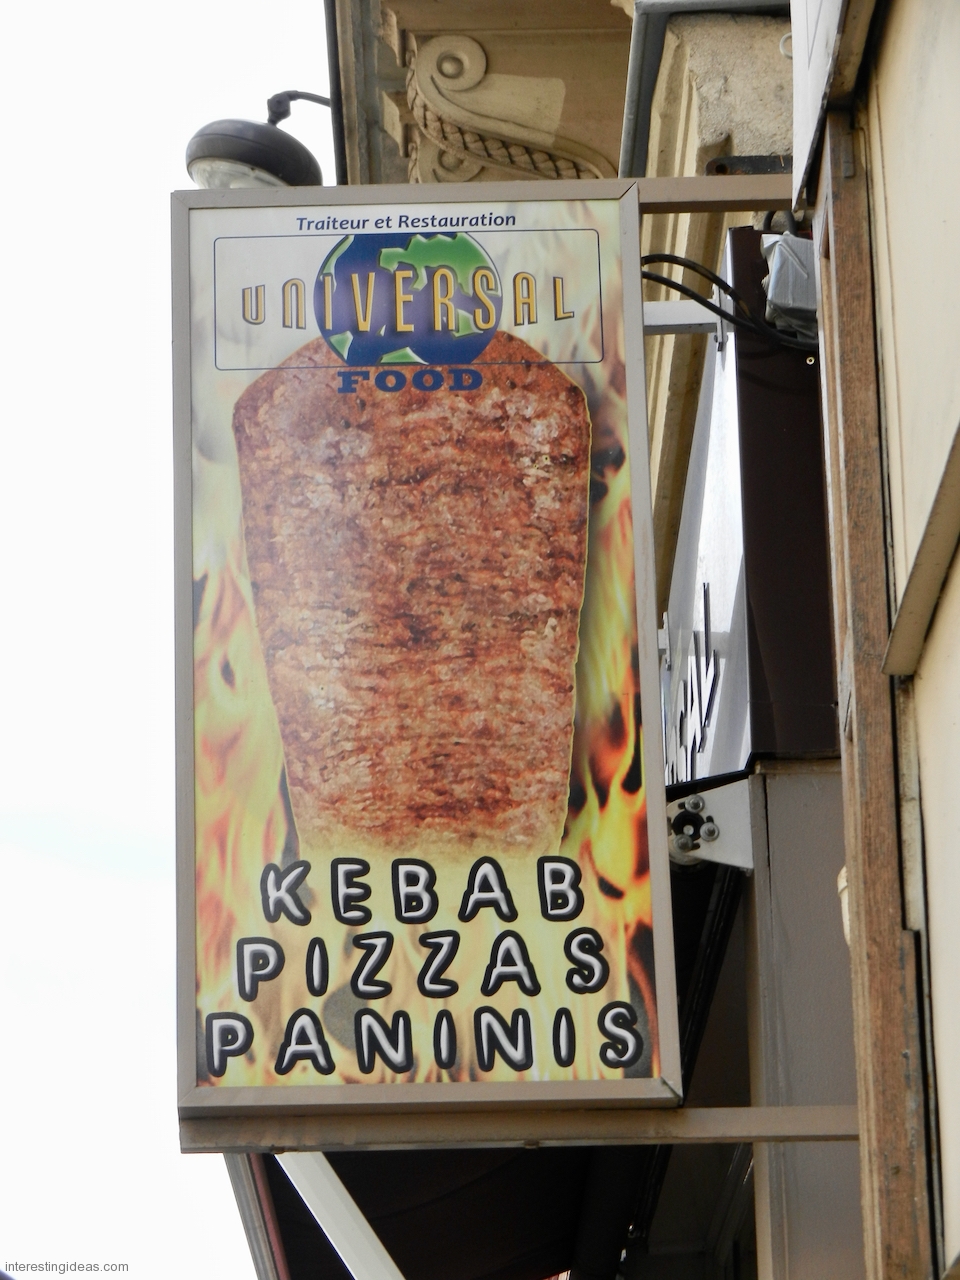 Traiteur et Restauration
UNIVERSAL
FOOD
KEBAB
PIZZAS
PANINIS
interestingideas.com